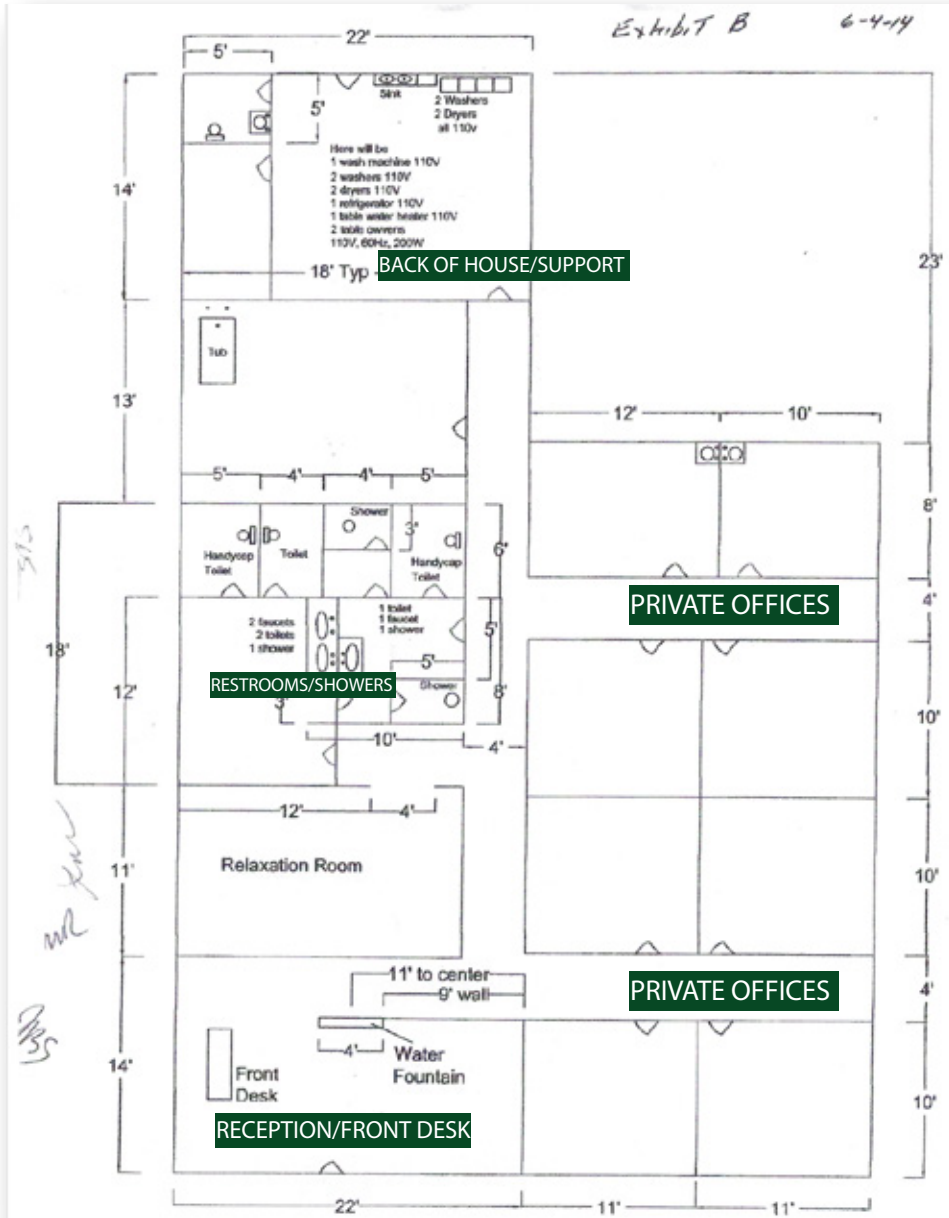 Exhibit B 6-4-14
22'
5'
5'
Sink
2 Washers
2 Dryers
all 110v
Here will be
1 wash machine 110V
2 washers 110V
2 dryers 110V
1 refrigerator 110V
1 table water heater 110V
2 table owvens
110V, 60Hz, 200W
14'
18' Typ
BACK OF HOUSE/SUPPORT
23'
Tub
13'
12'
10'
5'
4'
4'
5'
8'
Shower
3'
6'
Handycap
Toilet
Toilet
Handycap
Toilet
PRIVATE OFFICES
4'
2 faucets
2 toilets
1 shower
1 toilet
1 faucet
1 shower
5'
5'
18'
12'
RESTROOMS/SHOWERS
Shower
8'
3'
10'
4'
10'
12'
4'
Relaxation Room
11'
10'
11' to center
9' wall
PRIVATE OFFICES
4'
4'
Water
Fountain
Front
Desk
14'
10'
RECEPTION/FRONT DESK
22'
11'
11'